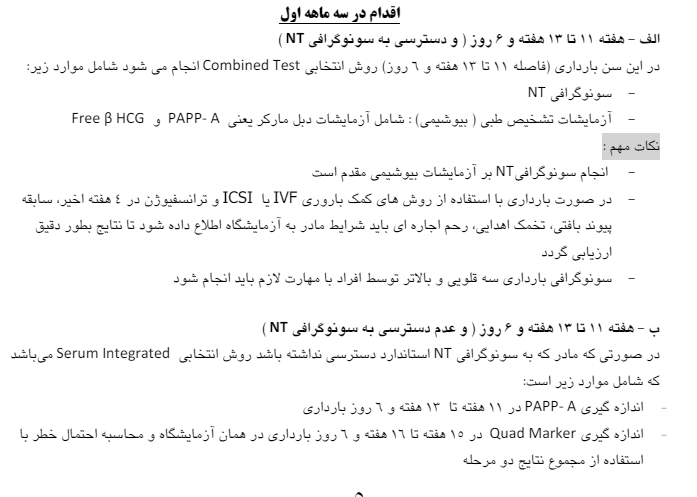 اقدام در سه ماهه اول
الف - هفته ۱۱ تا ۱۳ هفته و ۶ روز ( و دسترسی به سونوگرافی NT )
در این سن بارداری (فاصله ۱۱ تا ۱۳ هفته و ٦ روز) روش انتخابی Combined Test انجام می شود شامل موارد زیر:
- سونوگرافی NT
- آزمایشات تشخیص طبی ( بیوشیمی) : شامل آزمایشات دبل مارکر یعنی PAPP- A و Free β HCG
نکات مهم :
- انجام سونوگرافیNT بر آزمایشات بیوشیمی مقدم است
- در صورت بارداری با استفاده از روش های کمک باروری IVF یا ICSI و ترانسفیوژن در ٤ هفته اخیر، سابقه
پیوند بافتی، تخمک اهدایی، رحم اجاره ای باید شرایط مادر به آزمایشگاه اطلاع داده شود تا نتایج بطور دقیق
ارزیابی گردد
- سونوگرافی بارداری سه قلویی و بالاتر توسط افراد با مهارت لازم باید انجام شود
ب - هفته ۱۱ تا ۱۳ هفته و ۶ روز ( و عدم دسترسی به سونوگرافی NT )
در صورتی که مادر که به سونوگرافی NT استاندارد دسترسی نداشته باشد روش انتخابی Serum Integrated می‌باشد
که شامل موارد زیر است:
- اندازه گیری PAPP- A در ۱۱ هفته تا ۱۳ هفته و ٦ روز بارداری
- اندازه گیری Quad Marker در ۱۵ هفته تا ۱٦ هفته و ٦ روز بارداری در همان آزمایشگاه و محاسبه احتمال خطر با
استفاده از مجموع نتایج دو مرحله